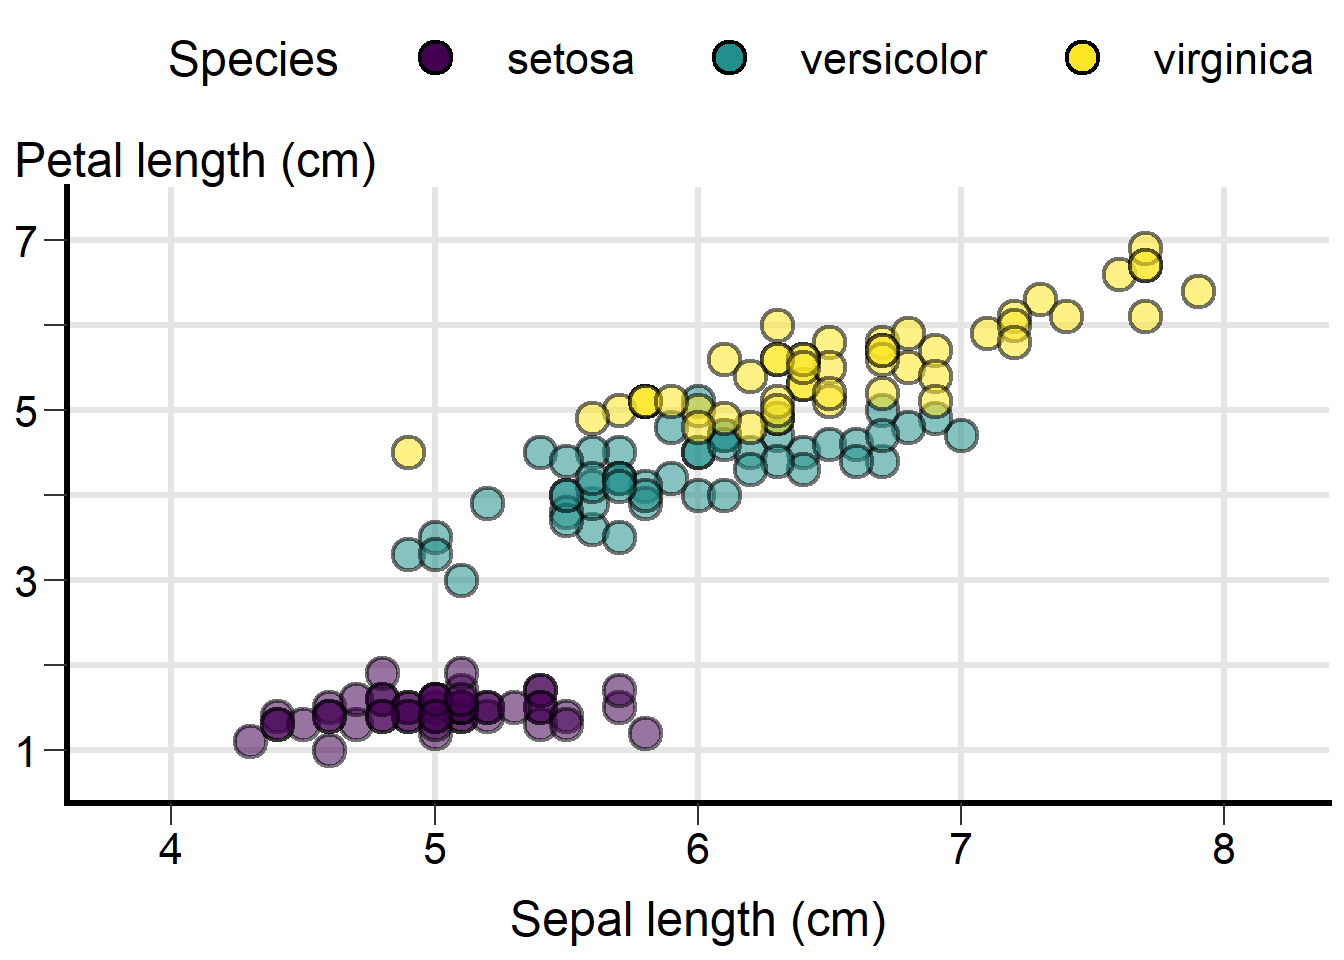 Species setosa versicolor virginica
Petal length (cm)
7
5
3
1
4 5 6 7 8
Sepal length (cm)